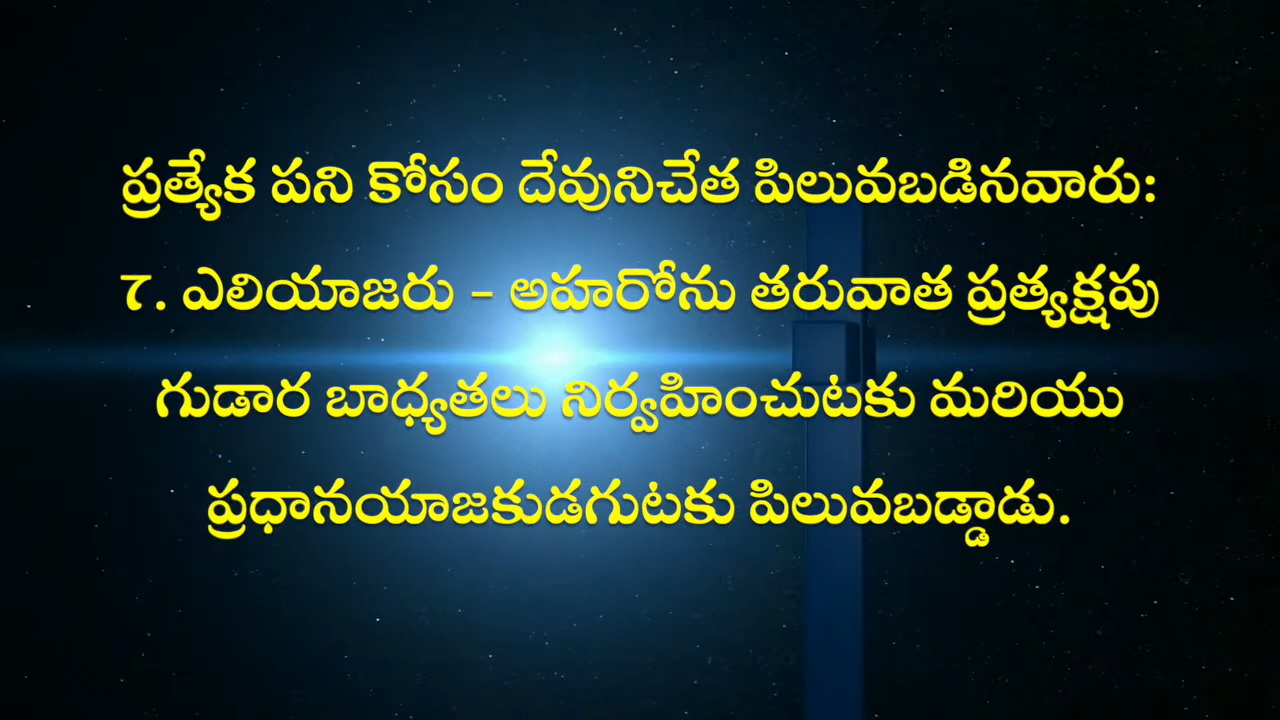 ప్రత్యేక పని కోసం దేవునిచేత పిలువబడినవారు:
7. ఎలియాజరు - అహరోను తరువాత ప్రత్యక్షపు
గుడార బాధ్యతలు నిర్వహించుటకు మరియు
ప్రధానయాజకుడగుటకు పిలువబడ్డాడు.